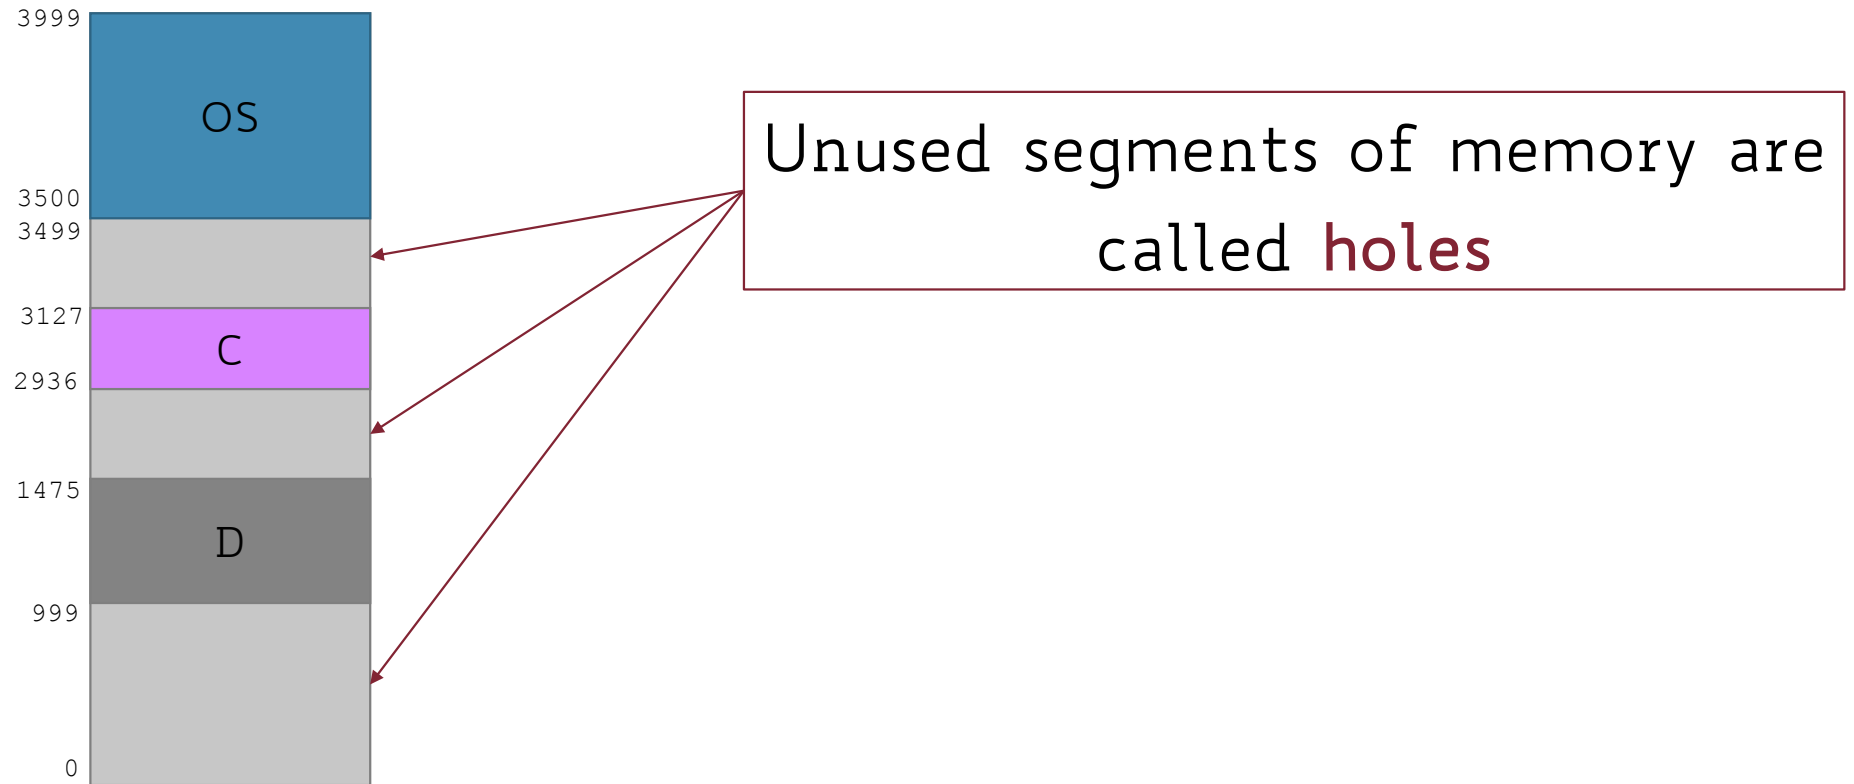 3999
OS
3500
3499
3127
C
2936
1475
D
999
0
Unused segments of memory are
called holes